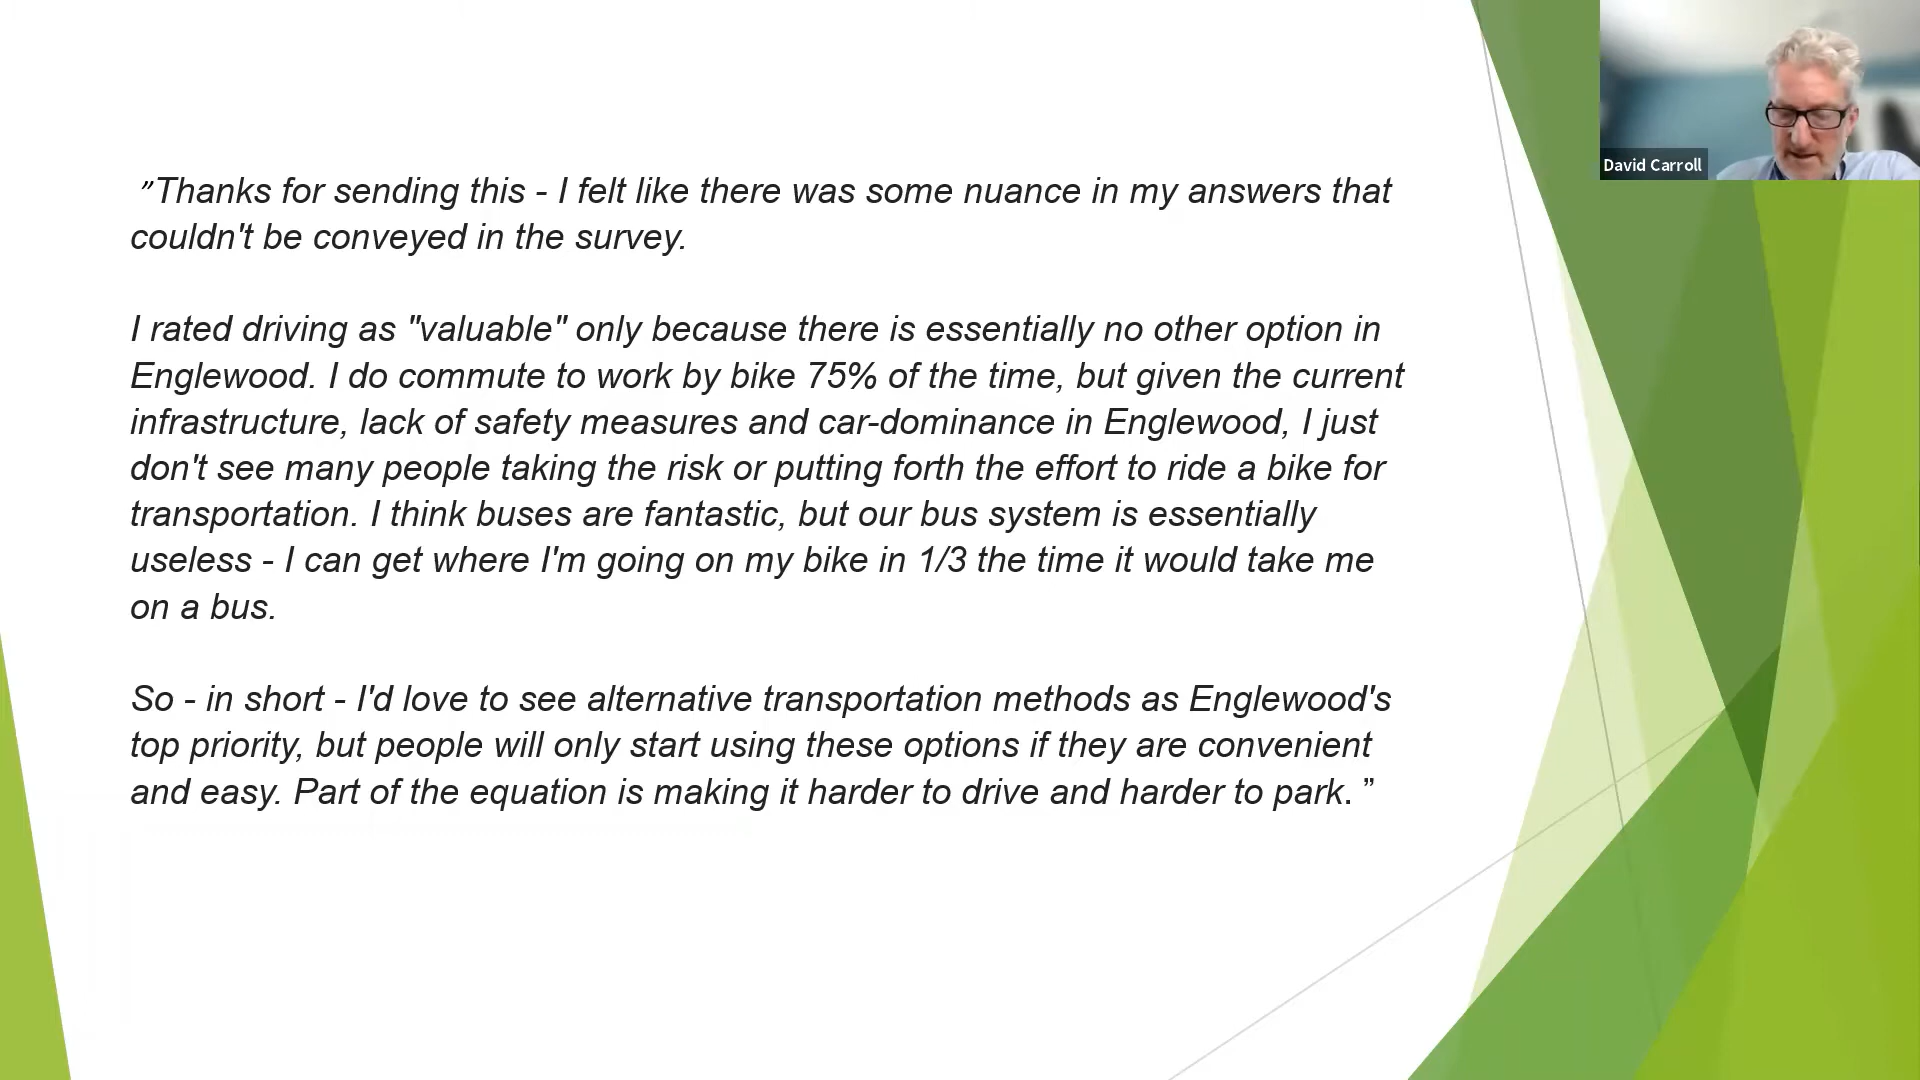 ”Thanks for sending this - I felt like there was some nuance in my answers that
couldn't be conveyed in the survey.
I rated driving as "valuable" only because there is essentially no other option in
Englewood. I do commute to work by bike 75% of the time, but given the current
infrastructure, lack of safety measures and car-dominance in Englewood, I just
don't see many people taking the risk or putting forth the effort to ride a bike for
transportation. I think buses are fantastic, but our bus system is essentially
useless - I can get where I'm going on my bike in 1/3 the time it would take me
on a bus.
So - in short - I'd love to see alternative transportation methods as Englewood's
top priority, but people will only start using these options if they are convenient
and easy. Part of the equation is making it harder to drive and harder to park. ”
David Carroll